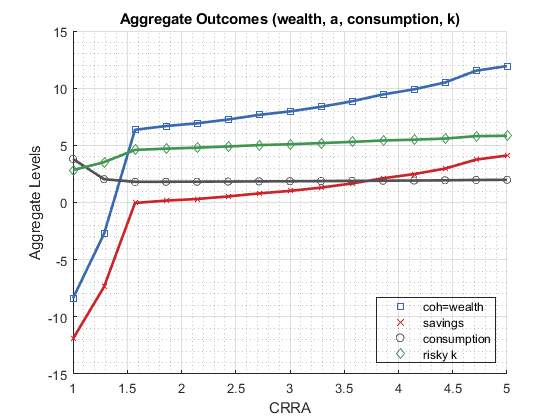 Aggregate Outcomes (wealth, a, consumption, k)
15
10
5
0
-5
-10
-15
Aggregate Levels
coh=wealth
savings
consumption
risky k
1 1.5 2 2.5 3 3.5 4 4.5 5
CRRA